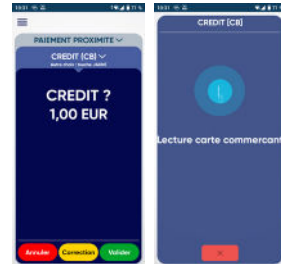 PAIEMENT PROXIMITE
CREDIT (CB)
CREDIT ?
1,00 EUR
Annuler
Correction
Valider
CREDIT (CB)
Lecture carte commercant